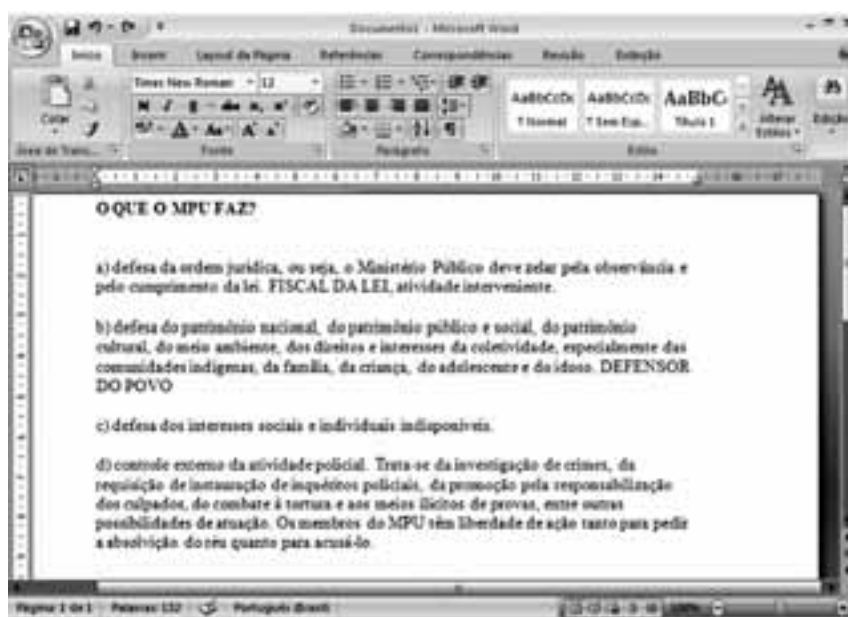 Documento1 - Microsoft Word
Início Inserir Layout da Página Referências Correspondências Revisão Exibição
Times New Roman 12
AaBbCcDc AaBbCcDc AaBbC
Colar
¶ Normal ¶ Sem Esp... Título 1
Alterar Estilos
Edição
Área de Trans... Fonte Parágrafo Estilo
O QUE O MPU FAZ?
a) defesa da ordem jurídica, ou seja, o Ministério Público deve zelar pela observância e
pelo cumprimento da lei. FISCAL DA LEI, atividade interveniente.
b) defesa do patrimônio nacional, do patrimônio público e social, do patrimônio
cultural, do meio ambiente, dos direitos e interesses da coletividade, especialmente das
comunidades indígenas, da família, da criança, do adolescente e do idoso. DEFENSOR
DO POVO
c) defesa dos interesses sociais e individuais indisponíveis.
d) controle externo da atividade policial. Trata-se da investigação de crimes, da
requisição de instauração de inquéritos policiais, da promoção pela responsabilização
dos culpados, do combate à tortura e aos meios ilícitos de provas, entre outras
possibilidades de atuação. Os membros do MPU têm liberdade de ação tanto para pedir
a absolvição do réu quanto para acusá-lo.
Página: 1 de 1 Palavras: 132 Português (Brasil) 100%